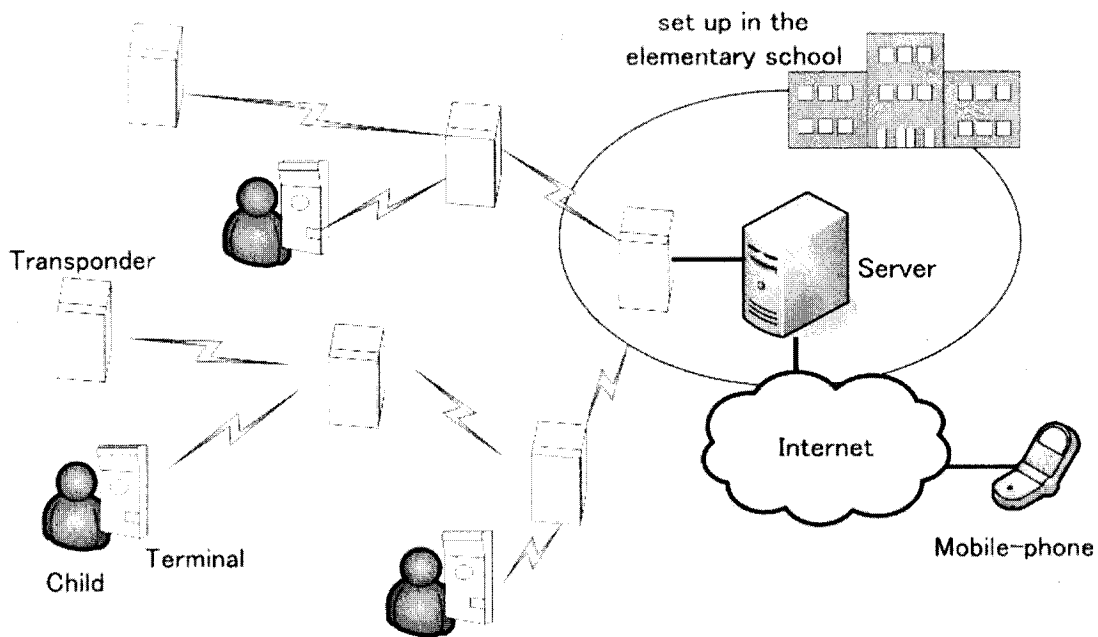 set up in the
elementary school
Transponder
Server
Internet
Terminal
Child
Mobile-phone